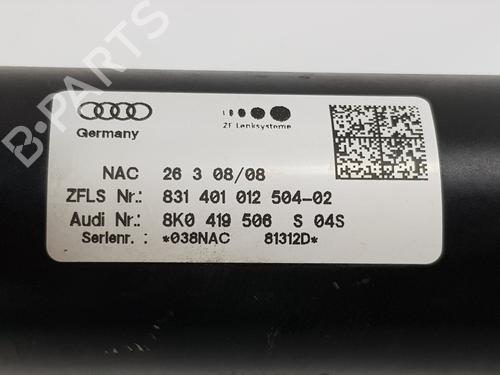 B-PARTS
Germany
ZF Lenksysteme
NAC 26 3 08/08
ZFLS Nr.: 831 401 012 504-02
Audi Nr.: 8K0 419 506 S 04S
Serienr.: *038NAC 81312D*